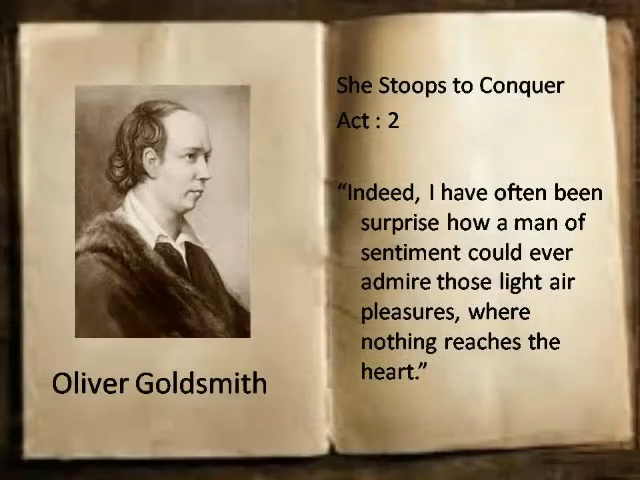 Oliver Goldsmith
She Stoops to Conquer
Act : 2
“Indeed, I have often been
surprise how a man of
sentiment could ever
admire those light air
pleasures, where
nothing reaches the
heart.”